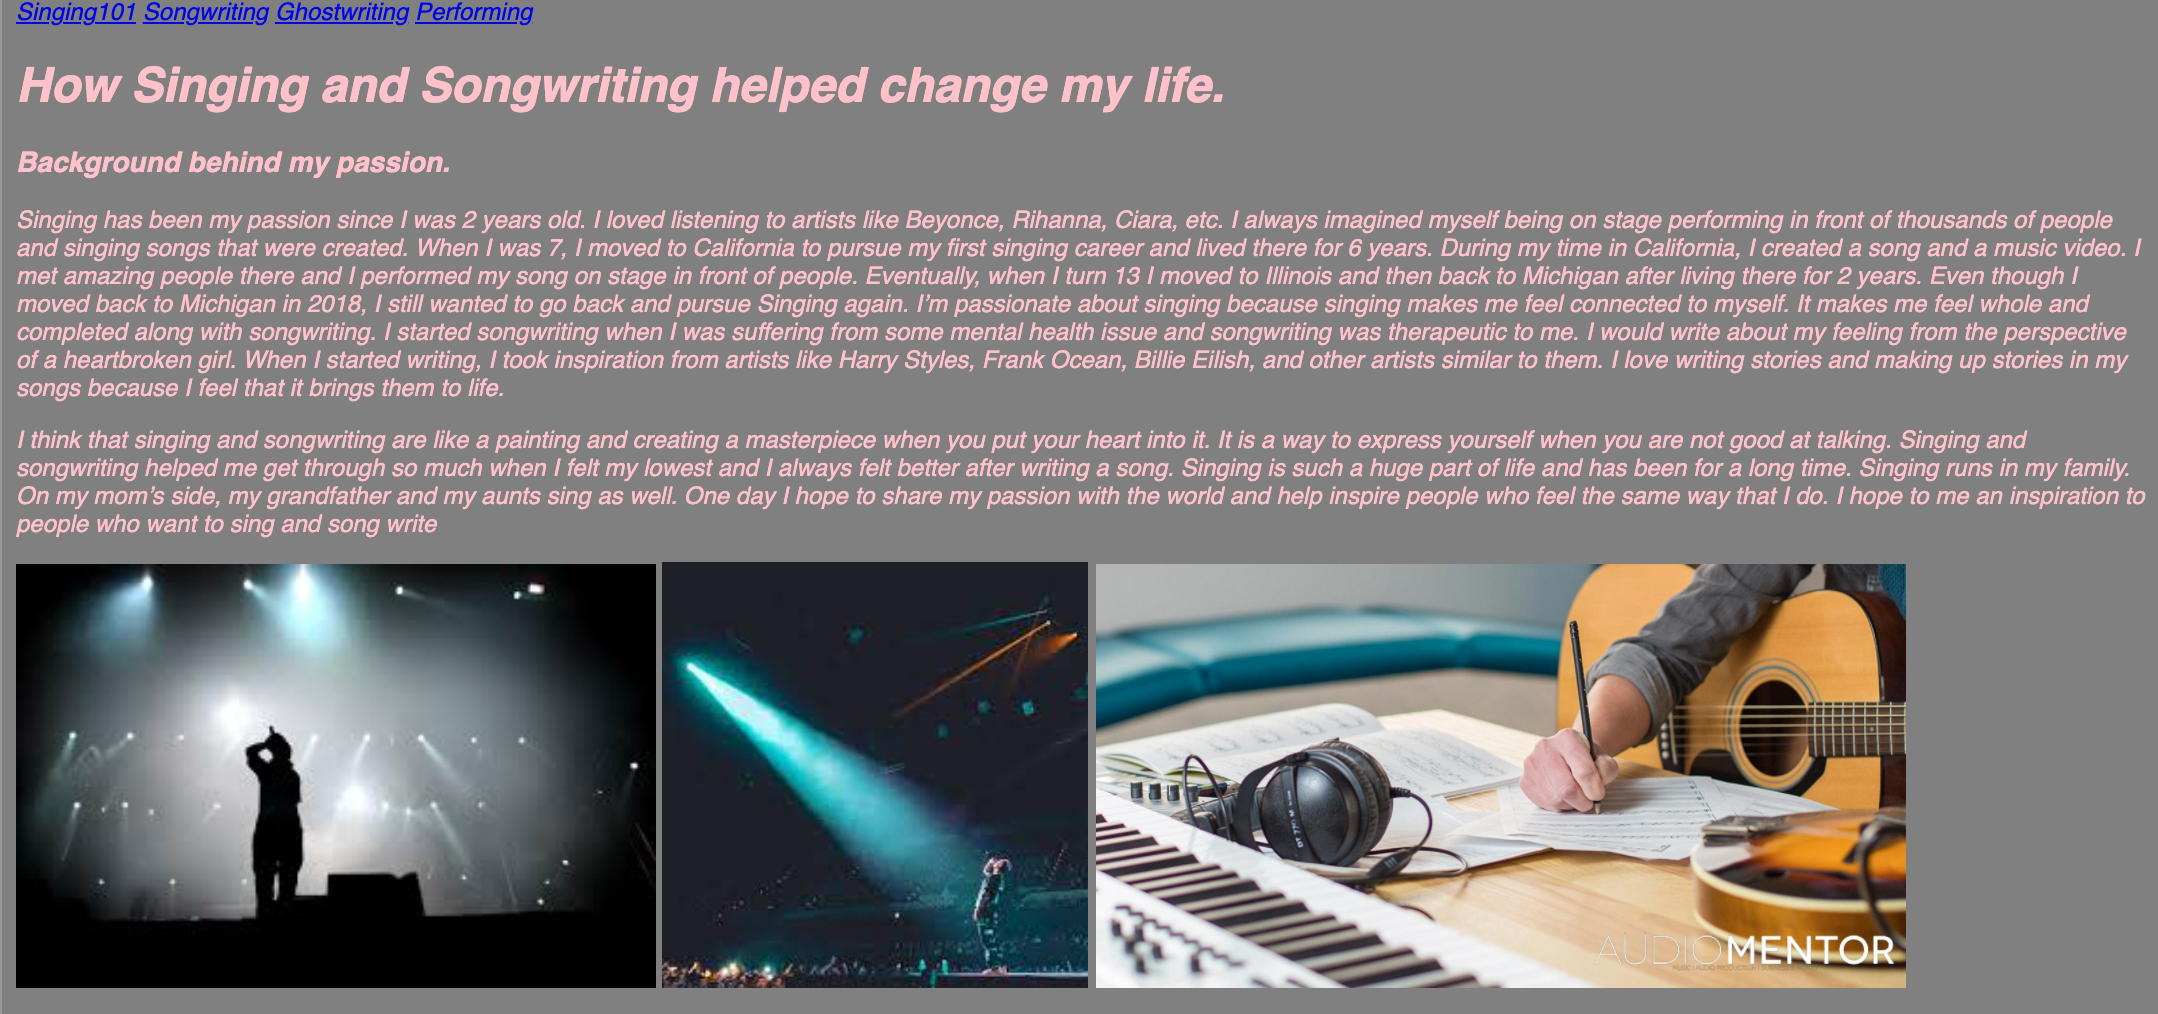 Singing101 Songwriting Ghostwriting Performing
How Singing and Songwriting helped change my life.
Background behind my passion.
Singing has been my passion since I was 2 years old. I loved listening to artists like Beyonce, Rihanna, Ciara, etc. I always imagined myself being on stage performing in front of thousands of people
and singing songs that were created. When I was 7, I moved to California to pursue my first singing career and lived there for 6 years. During my time in California, I created a song and a music video. I
met amazing people there and I performed my song on stage in front of people. Eventually, when I turn 13 I moved to Illinois and then back to Michigan after living there for 2 years. Even though I
moved back to Michigan in 2018, I still wanted to go back and pursue Singing again. I’m passionate about singing because singing makes me feel connected to myself. It makes me feel whole and
completed along with songwriting. I started songwriting when I was suffering from some mental health issue and songwriting was therapeutic to me. I would write about my feeling from the perspective
of a heartbroken girl. When I started writing, I took inspiration from artists like Harry Styles, Frank Ocean, Billie Eilish, and other artists similar to them. I love writing stories and making up stories in my
songs because I feel that it brings them to life.
I think that singing and songwriting are like a painting and creating a masterpiece when you put your heart into it. It is a way to express yourself when you are not good at talking. Singing and
songwriting helped me get through so much when I felt my lowest and I always felt better after writing a song. Singing is such a huge part of life and has been for a long time. Singing runs in my family.
On my mom’s side, my grandfather and my aunts sing as well. One day I hope to share my passion with the world and help inspire people who feel the same way that I do. I hope to me an inspiration to
people who want to sing and song write
AUDIOMENTOR